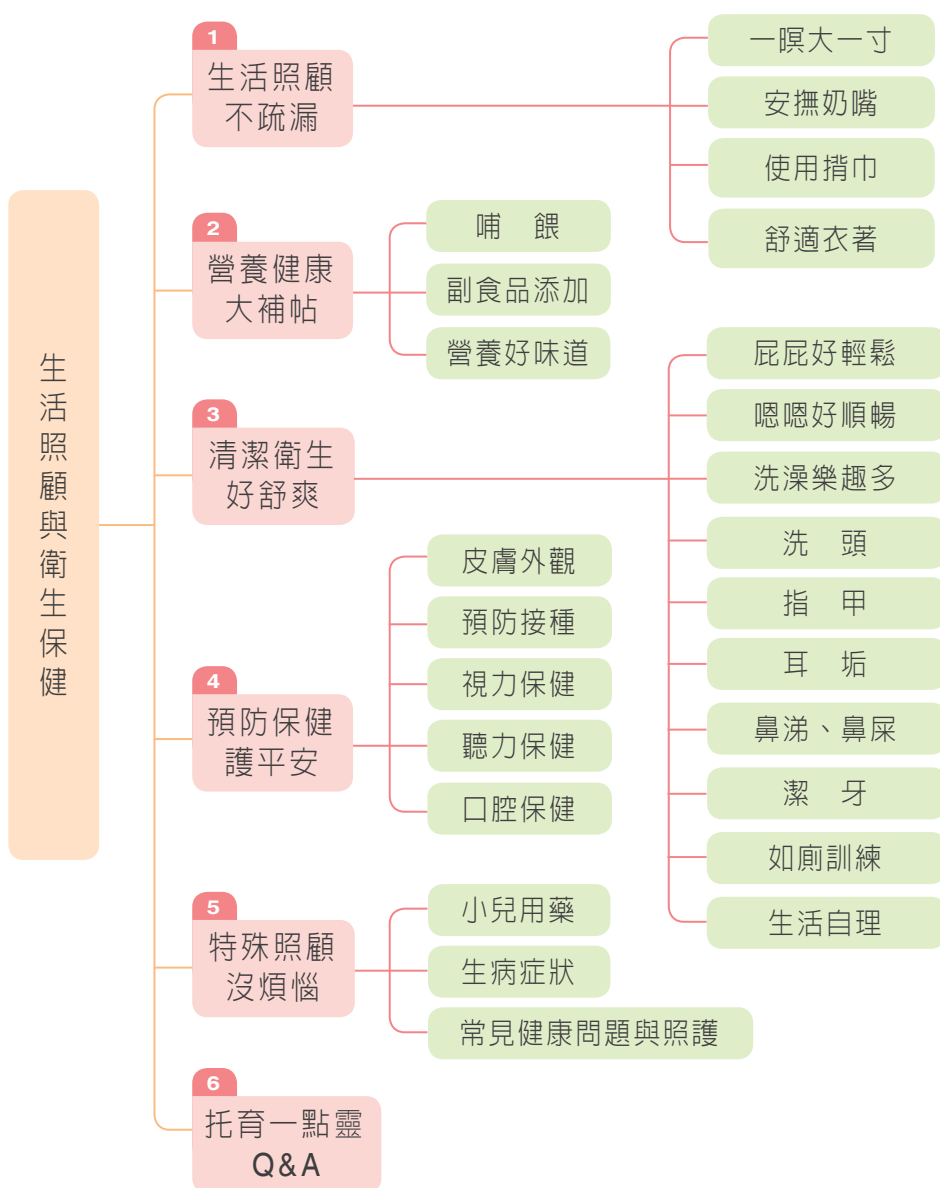 生活照顧與衛生保健
1
生活照顧
不疏漏
一暝大一寸
安撫奶嘴
使用揹巾
舒適衣著
2
營養健康
大補帖
哺 餵
副食品添加
營養好味道
3
清潔衛生
好舒爽
屁屁好輕鬆
嗯嗯好順暢
洗澡樂趣多
洗 頭
指 甲
耳 垢
鼻涕、鼻屎
潔 牙
如廁訓練
生活自理
4
預防保健
護平安
皮膚外觀
預防接種
視力保健
聽力保健
口腔保健
5
特殊照顧
沒煩惱
小兒用藥
生病症狀
常見健康問題與照護
6
托育一點靈
Q&A